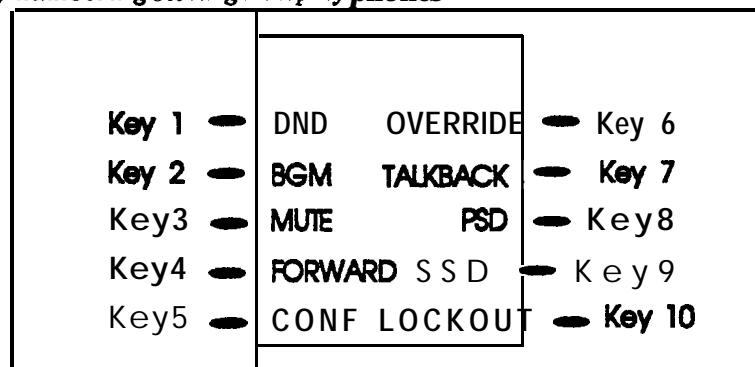 phones
Key 1 DND OVERRIDE Key 6
Key 2 BGM TALKBACK Key 7
Key3 MUTE PSD Key8
Key4 FORWARD SSD Key9
Key5 CONF LOCKOUT Key 10